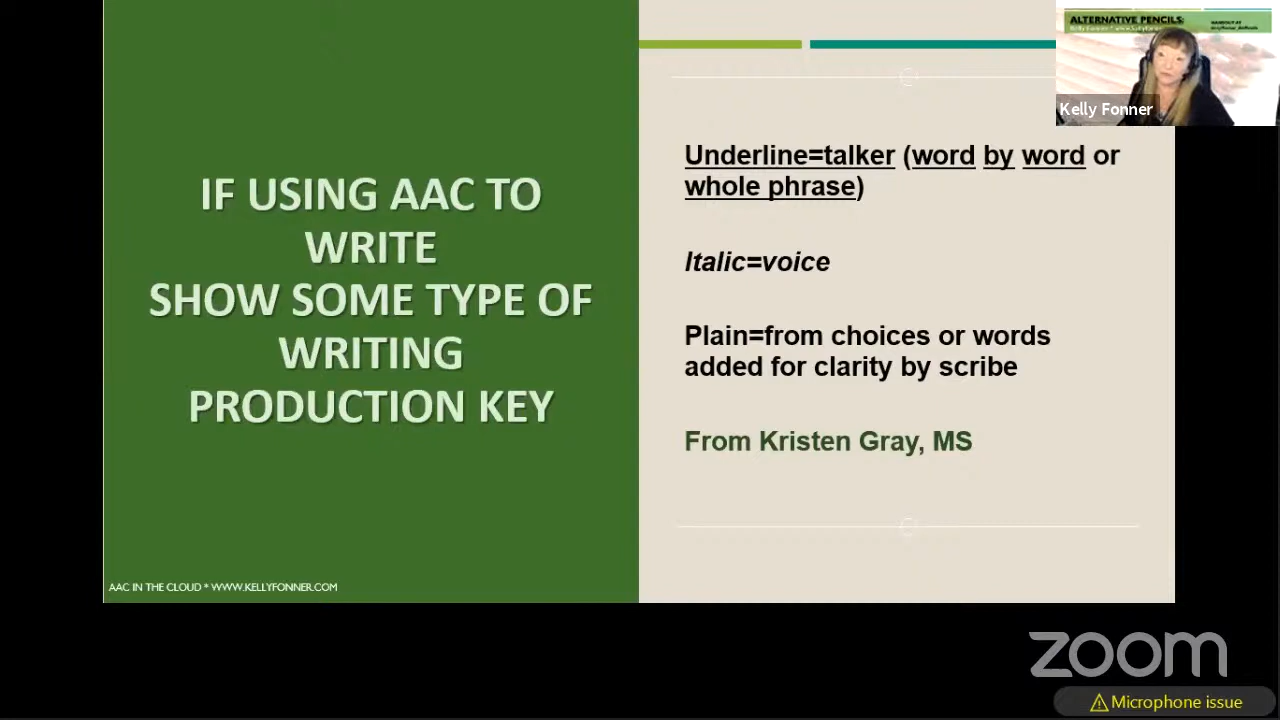 IF USING AAC TO
WRITE
SHOW SOME TYPE OF
WRITING
PRODUCTION KEY
AAC IN THE CLOUD * WWW.KELLYFONNER.COM
Underline=talker (word by word or
whole phrase)
Italic=voice
Plain=from choices or words
added for clarity by scribe
From Kristen Gray, MS
ALTERNATIVE PENCILS:
Kelly Fonner
zoom
Microphone issue